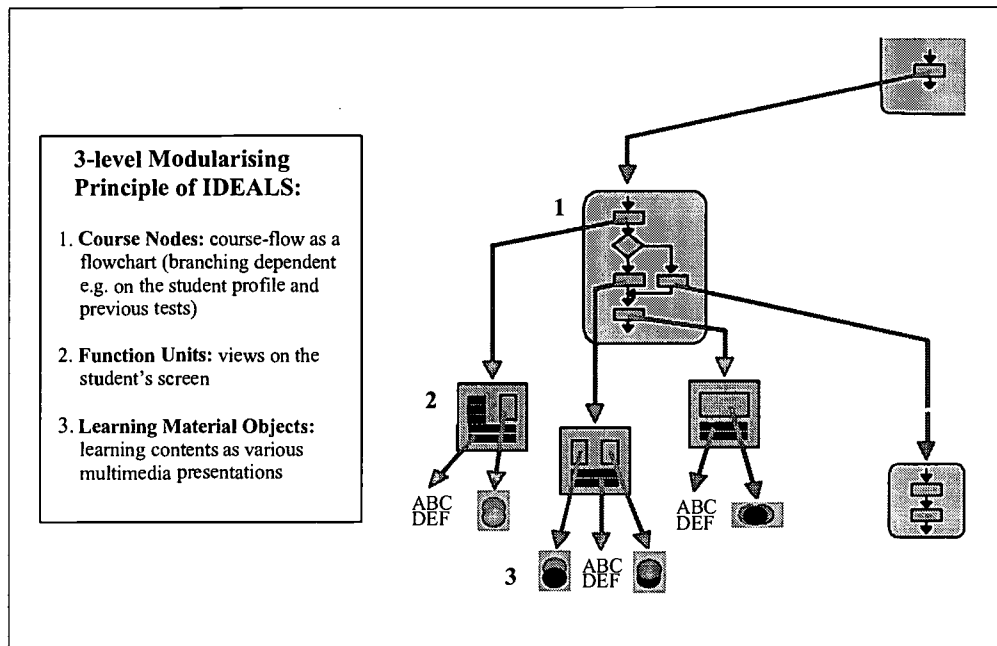 3-level Modularising
Principle of IDEALS:
1. Course Nodes: course-flow as a
flowchart (branching dependent
e.g. on the student profile and
previous tests)
2. Function Units: views on the
student's screen
3. Learning Material Objects:
learning contents as various
multimedia presentations
1
2
ABC
DEF
ABC
DEF
3
ABC
DEF